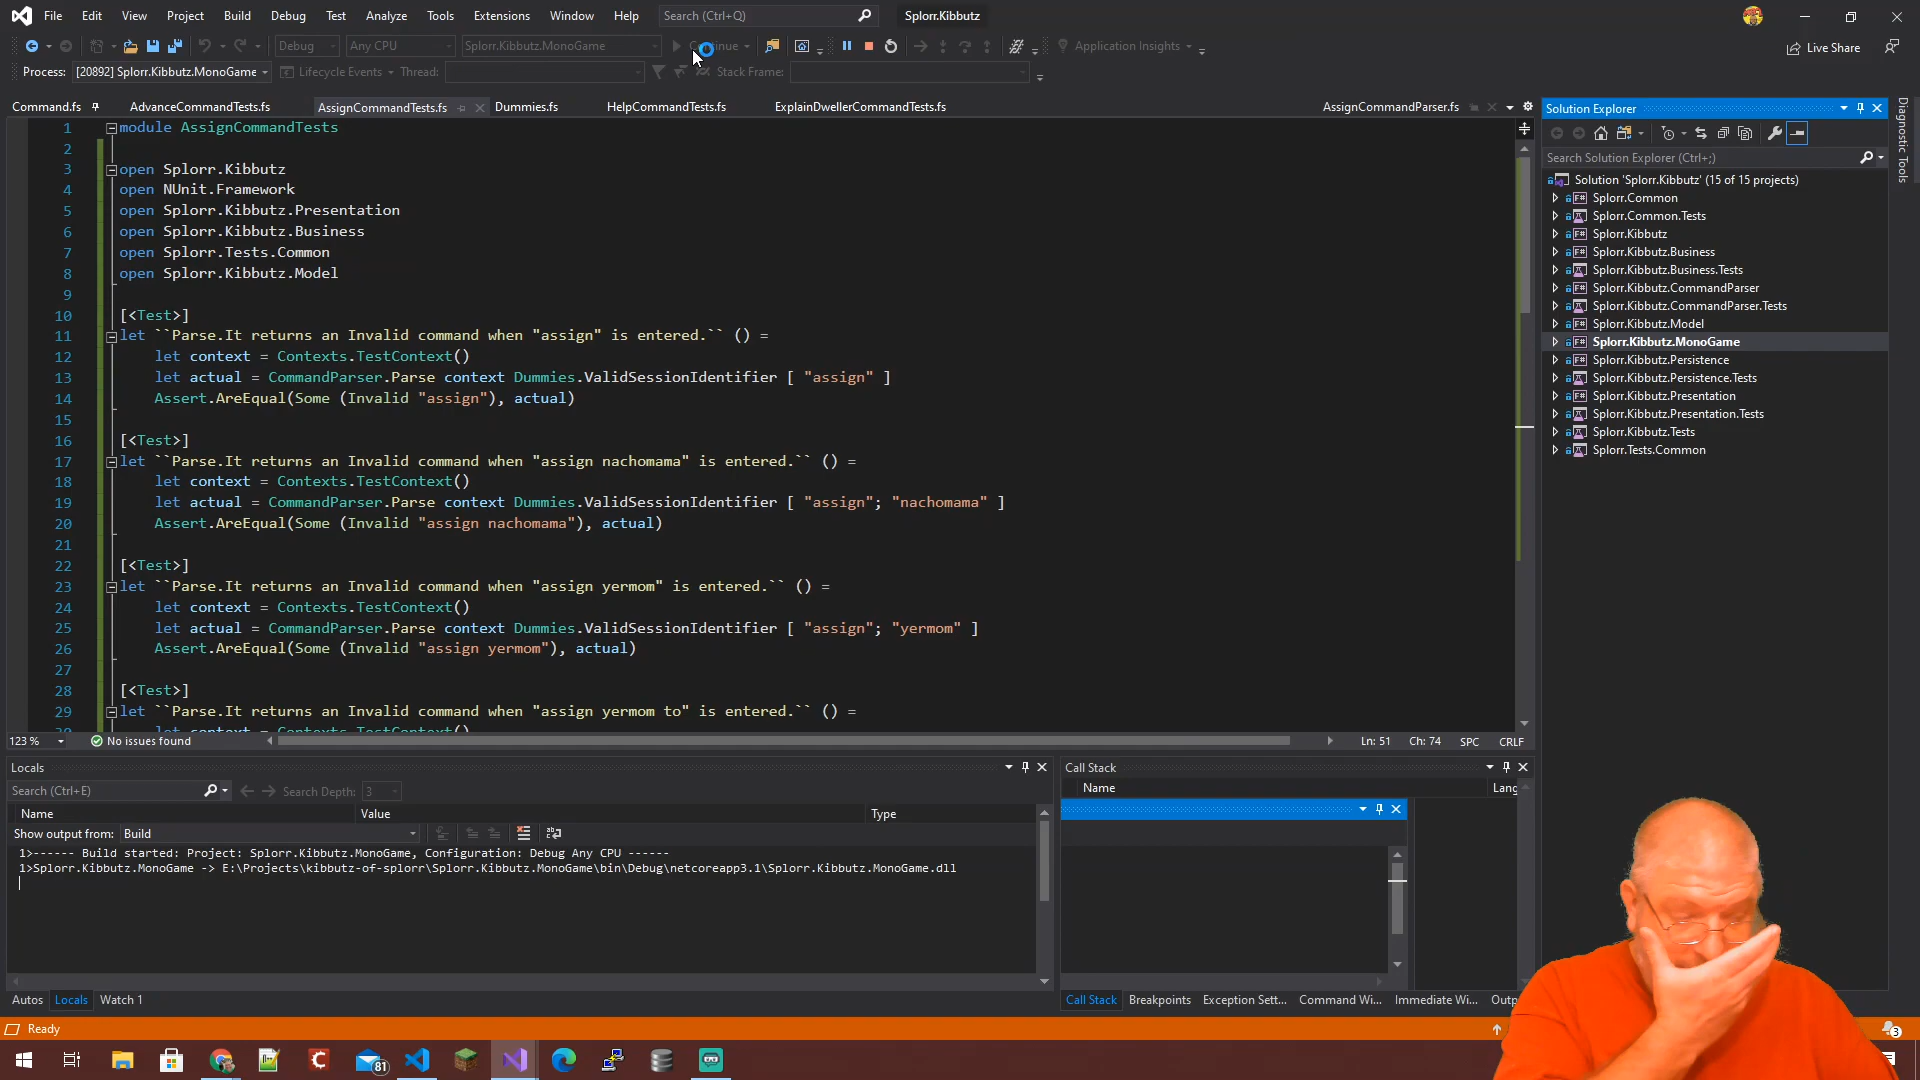 File Edit View Project Build Debug Test Analyze Tools Extensions Window Help Search (Ctrl+Q) Splorr.Kibbutz
Debug Any CPU Splorr.Kibbutz.MonoGame Application Insights Live Share
Process: [20892] Splorr.Kibbutz.MonoGame Lifecycle Events Thread: Stack Frame:
Command.fs AdvanceCommandTests.fs AssignCommandTests.fs Dummies.fs HelpCommandTests.fs ExplainDwellerCommandTests.fs AssignCommandParser.fs
1 module AssignCommandTests
2
3 open Splorr.Kibbutz
4 open NUnit.Framework
5 open Splorr.Kibbutz.Presentation
6 open Splorr.Kibbutz.Business
7 open Splorr.Tests.Common
8 open Splorr.Kibbutz.Model
9
10 [<Test>]
11 let ``Parse.It returns an Invalid command when "assign" is entered.`` () =
12 let context = Contexts.TestContext()
13 let actual = CommandParser.Parse context Dummies.ValidSessionIdentifier [ "assign" ]
14 Assert.AreEqual(Some (Invalid "assign"), actual)
15
16 [<Test>]
17 let ``Parse.It returns an Invalid command when "assign nachomama" is entered.`` () =
18 let context = Contexts.TestContext()
19 let actual = CommandParser.Parse context Dummies.ValidSessionIdentifier [ "assign"; "nachomama" ]
20 Assert.AreEqual(Some (Invalid "assign nachomama"), actual)
21
22 [<Test>]
23 let ``Parse.It returns an Invalid command when "assign yermom" is entered.`` () =
24 let context = Contexts.TestContext()
25 let actual = CommandParser.Parse context Dummies.ValidSessionIdentifier [ "assign"; "yermom" ]
26 Assert.AreEqual(Some (Invalid "assign yermom"), actual)
27
28 [<Test>]
29 let ``Parse.It returns an Invalid command when "assign yermom to" is entered.`` () =
123 % No issues found Ln: 51 Ch: 74 SPC CRLF
Solution Explorer
Search Solution Explorer (Ctrl+;)
Solution 'Splorr.Kibbutz' (15 of 15 projects)
Splorr.Common
Splorr.Common.Tests
Splorr.Kibbutz
Splorr.Kibbutz.Business
Splorr.Kibbutz.Business.Tests
Splorr.Kibbutz.CommandParser
Splorr.Kibbutz.CommandParser.Tests
Splorr.Kibbutz.Model
Splorr.Kibbutz.MonoGame
Splorr.Kibbutz.Persistence
Splorr.Kibbutz.Persistence.Tests
Splorr.Kibbutz.Presentation
Splorr.Kibbutz.Presentation.Tests
Splorr.Kibbutz.Tests
Splorr.Tests.Common
Diagnostic Tools
Locals
Search (Ctrl+E) Search Depth: 3
Name Value Type
Show output from: Build
1>------ Build started: Project: Splorr.Kibbutz.MonoGame, Configuration: Debug Any CPU ------
1>Splorr.Kibbutz.MonoGame -> E:\Projects\kibbutz-of-splorr\Splorr.Kibbutz.MonoGame\bin\Debug\netcoreapp3.1\Splorr.Kibbutz.MonoGame.dll
Autos Locals Watch 1
Call Stack
Name Lang
Call Stack Breakpoints Exception Sett... Command Wi... Immediate Wi...
Ready
3
81